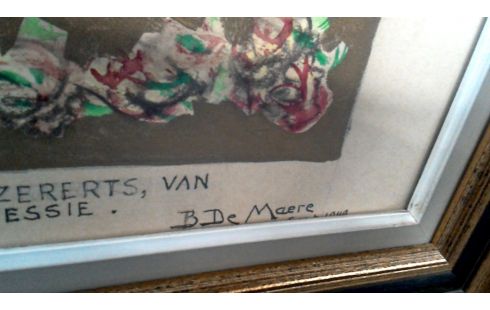 ZERERTS, VAN
ESSIE.
B De Maere